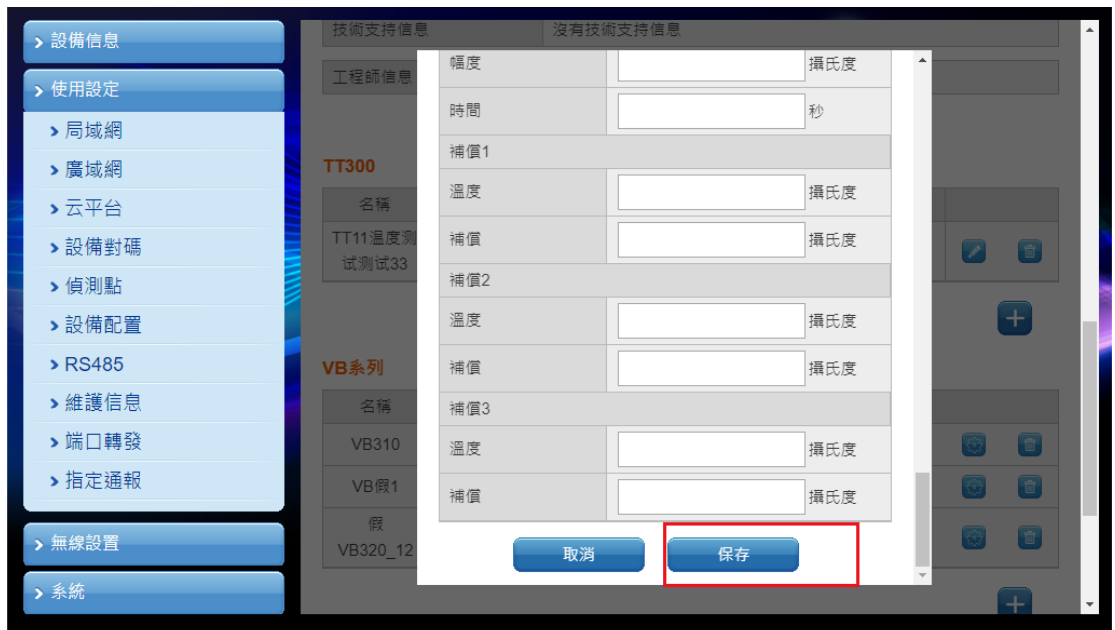 設備信息
使用設定
局域網
廣域網
云平台
設備對碼
偵測點
設備配置
RS485
維護信息
端口轉發
指定通報
無線設置
系統
技術支持信息 沒有技術支持信息
工程師信息
TT300
名稱
TT11温度测
试测试33
VB系列
名稱
VB310
VB假1
假
VB320_12
幅度 攝氏度
時間 秒
補償1
溫度 攝氏度
補償 攝氏度
補償2
溫度 攝氏度
補償 攝氏度
補償3
溫度 攝氏度
補償 攝氏度
取消 保存